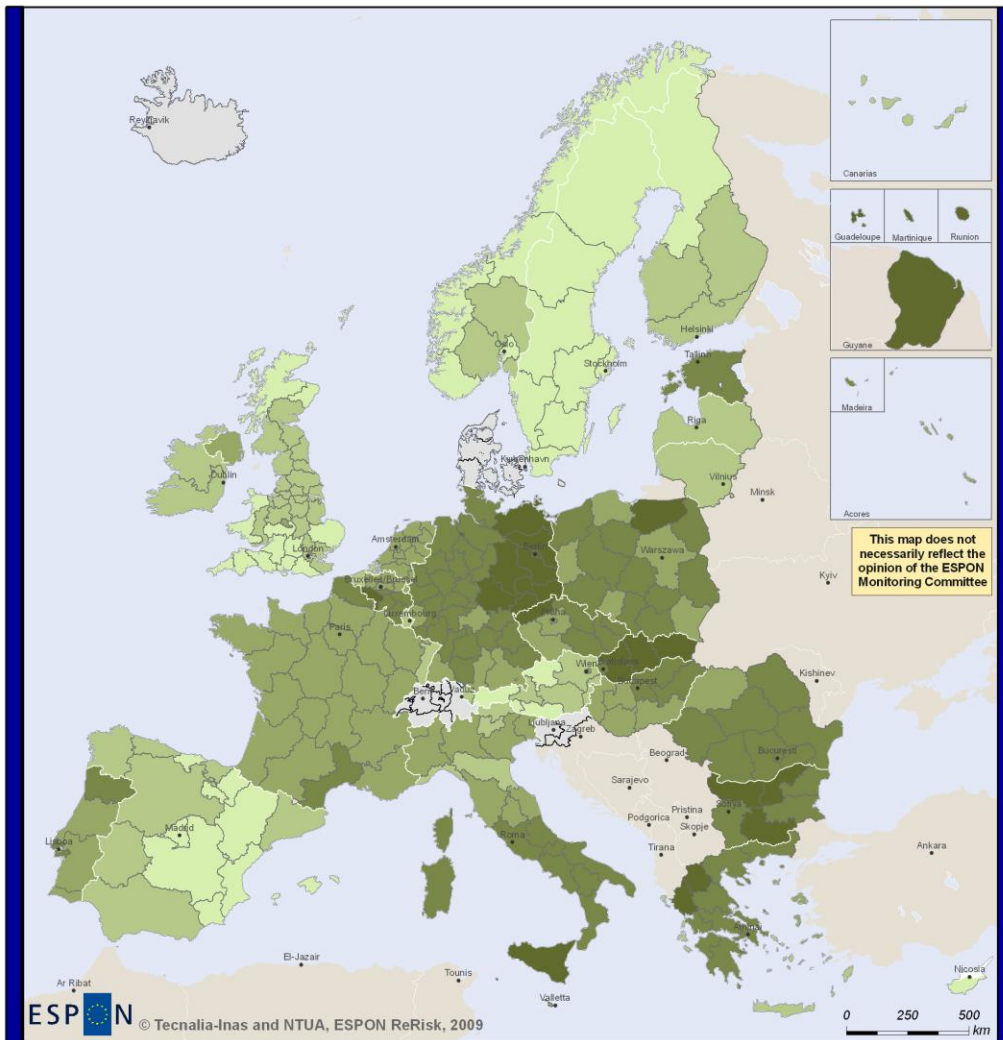 Reykjavik
Canarias
Guadeloupe
Martinique
Riunion
Guyane
Oslo
Helsinki
Tallinn
Stockholm
Madeira
Riga
Acores
København
Dublin
Vilnius
Minsk
This map does not
necessarily reflect the
opinion of the ESPON
Monitoring Committee
London
Amsterdam
Berlin
Warszawa
Kyiv
Bruxelles/Brussel
Luxembourg
Praha
Paris
Wien
Bratislava
Budapest
Kishinev
Bern
Vaduz
Ljubljana
Zagreb
Beograd
Bucuresti
Sarajevo
Pristina
Sofija
Podgorica
Skopje
Madrid
Lisboa
Roma
Tirana
Ankara
Athinai
El-Jazair
Tounis
Ar Ribat
Valletta
Nicosia
ESPON
© Tecnalia-Inas and NTUA, ESPON ReRisk, 2009
0 250 500
km